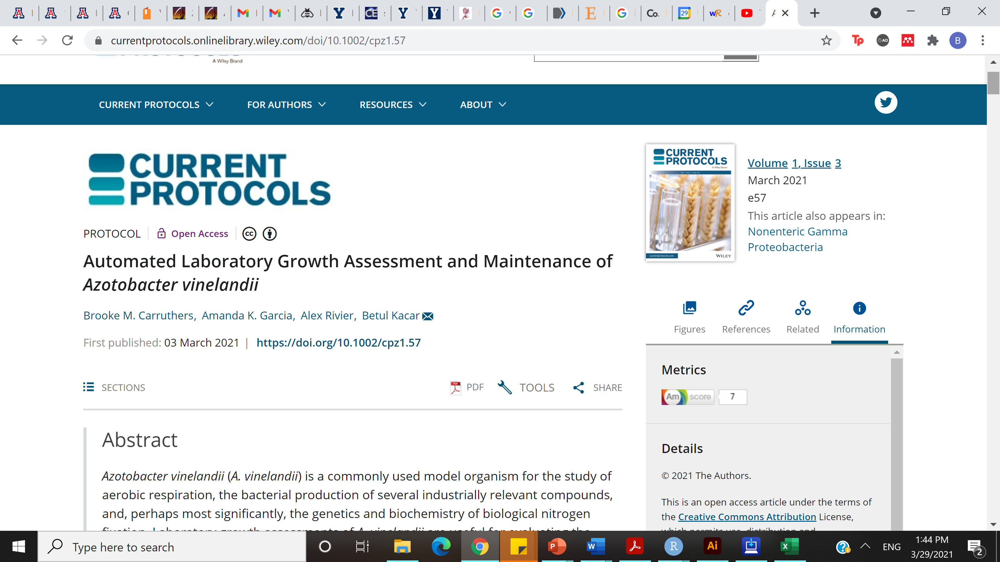 currentprotocols.onlinelibrary.wiley.com/doi/10.1002/cpz1.57
A Wiley Brand
CURRENT PROTOCOLS
FOR AUTHORS
RESOURCES
ABOUT
CURRENT
PROTOCOLS
PROTOCOL
Open Access
Automated Laboratory Growth Assessment and Maintenance of
Azotobacter vinelandii
Brooke M. Carruthers, Amanda K. Garcia, Alex Rivier, Betul Kacar
First published: 03 March 2021 | https://doi.org/10.1002/cpz1.57
SECTIONS
PDF
TOOLS
SHARE
Abstract
Azotobacter vinelandii (A. vinelandii) is a commonly used model organism for the study of
aerobic respiration, the bacterial production of several industrially relevant compounds,
and, perhaps most significantly, the genetics and biochemistry of biological nitrogen
CURRENT
PROTOCOLS
A Wiley Brand
currentprotocols.com
WILEY
Volume 1, Issue 3
March 2021
e57
This article also appears in:
Nonenteric Gamma
Proteobacteria
Figures
References
Related
Information
Metrics
Am score 7
Details
© 2021 The Authors.
This is an open access article under the terms of
the Creative Commons Attribution License,
Type here to search
ENG
1:44 PM
3/29/2021
2